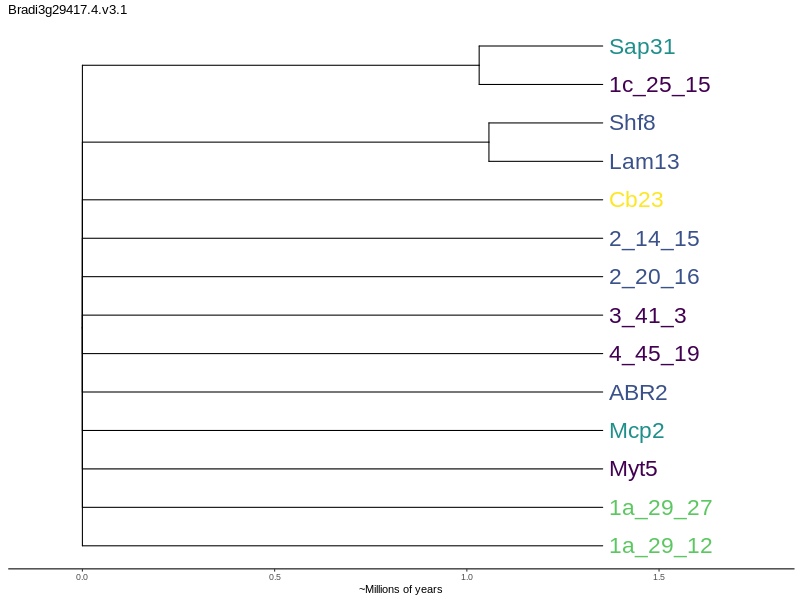 Bradi3g29417.4.v3.1
Sap31
1c_25_15
Shf8
Lam13
Cb23
2_14_15
2_20_16
3_41_3
4_45_19
ABR2
Mcp2
Myt5
1a_29_27
1a_29_12
0.0 0.5 1.0 1.5
~Millions of years